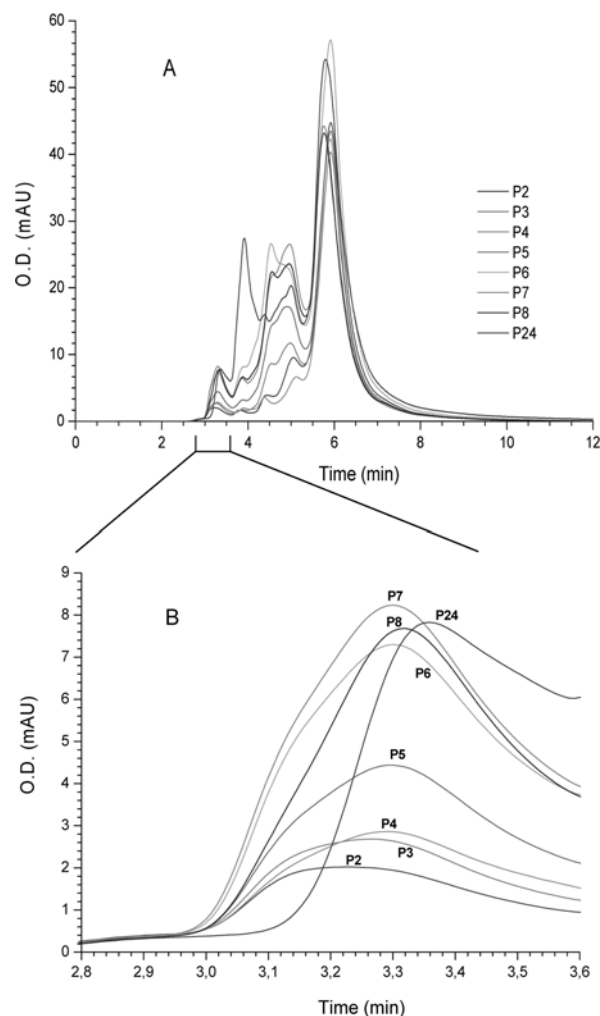 A
O.D. (mAU)
60
50
40
30
20
10
0
0 2 4 6 8 10 12
Time (min)
P2
P3
P4
P5
P6
P7
P8
P24
B
O.D. (mAU)
9
8
7
6
5
4
3
2
1
0
P7
P8
P24
P6
P5
P4
P3
P2
2,8 2,9 3,0 3,1 3,2 3,3 3,4 3,5 3,6
Time (min)